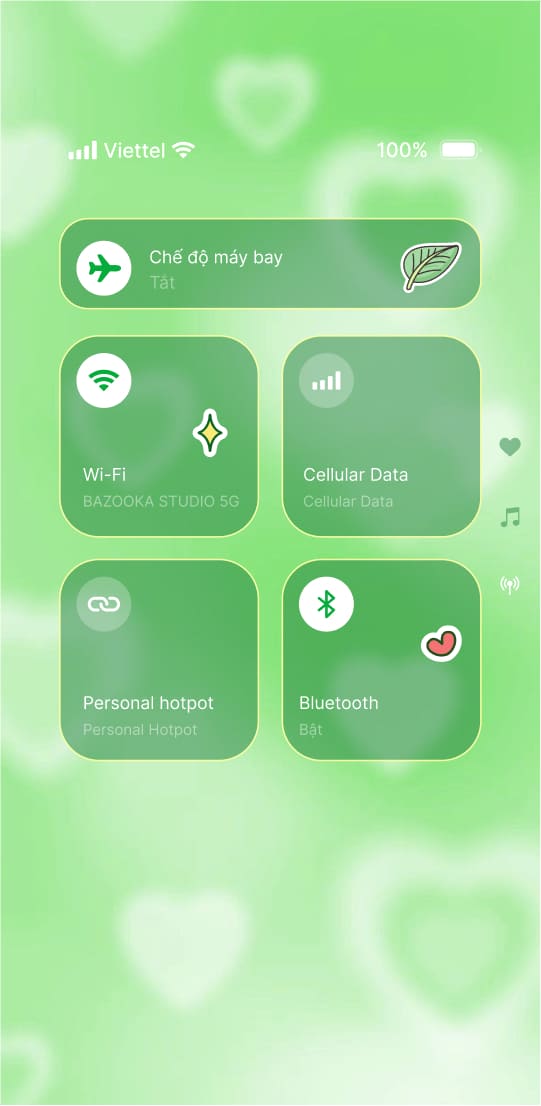 Viettel 100%
Chế độ máy bay
Tắt
Wi-Fi
BAZOOKA STUDIO 5G
Cellular Data
Cellular Data
Personal hotpot
Personal Hotpot
Bluetooth
Bật